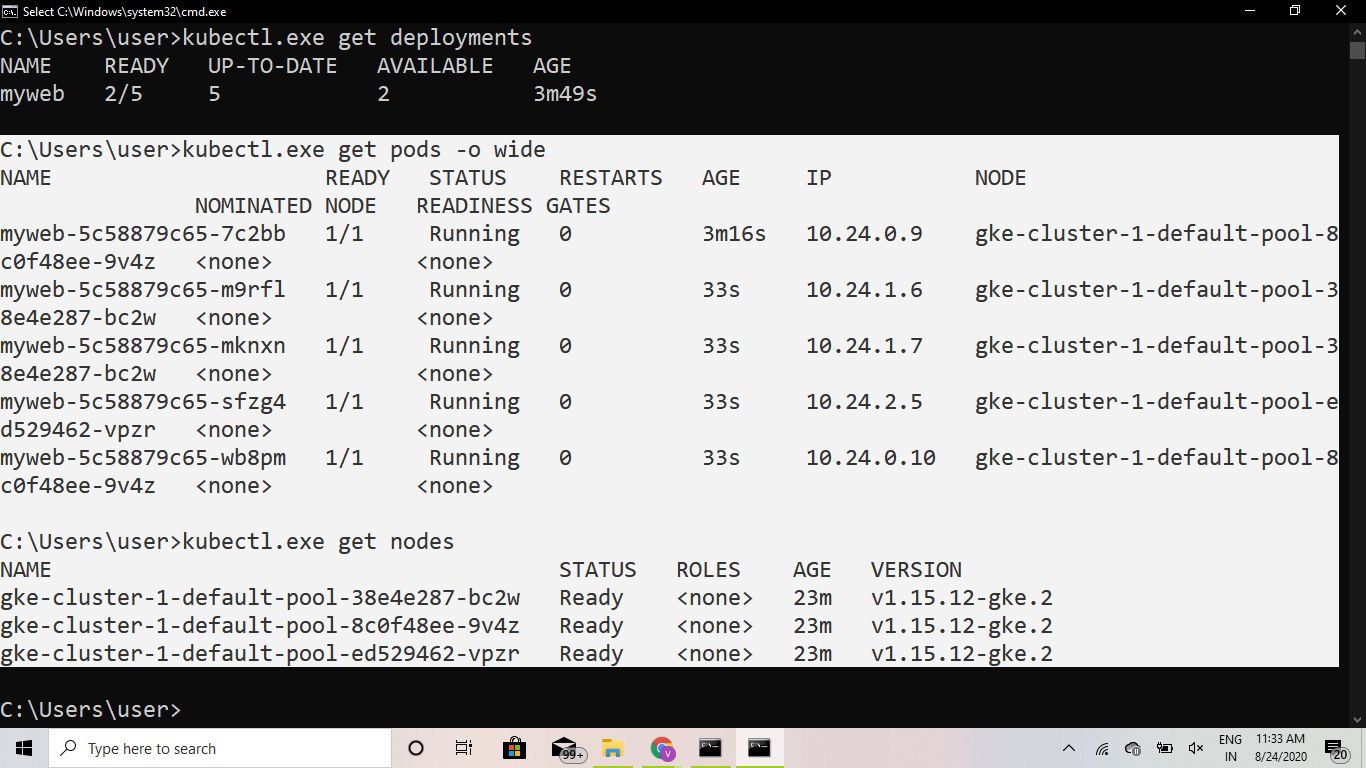 Select C:\Windows\system32\cmd.exe
C:\Users\user>kubectl.exe get deployments
NAME    READY   UP-TO-DATE   AVAILABLE   AGE
myweb   2/5     5            2           3m49s
C:\Users\user>kubectl.exe get pods -o wide
NAME                     READY   STATUS    RESTARTS   AGE     IP           NODE
               NOMINATED NODE   READINESS GATES
myweb-5c58879c65-7c2bb   1/1     Running   0          3m16s   10.24.0.9    gke-cluster-1-default-pool-8
c0f48ee-9v4z   <none>           <none>
myweb-5c58879c65-m9rfl   1/1     Running   0          33s     10.24.1.6    gke-cluster-1-default-pool-3
8e4e287-bc2w   <none>           <none>
myweb-5c58879c65-mknxn   1/1     Running   0          33s     10.24.1.7    gke-cluster-1-default-pool-3
8e4e287-bc2w   <none>           <none>
myweb-5c58879c65-sfzg4   1/1     Running   0          33s     10.24.2.5    gke-cluster-1-default-pool-e
d529462-vpzr   <none>           <none>
myweb-5c58879c65-wb8pm   1/1     Running   0          33s     10.24.0.10   gke-cluster-1-default-pool-8
c0f48ee-9v4z   <none>           <none>
C:\Users\user>kubectl.exe get nodes
NAME                                       STATUS   ROLES    AGE   VERSION
gke-cluster-1-default-pool-38e4e287-bc2w   Ready    <none>   23m   v1.15.12-gke.2
gke-cluster-1-default-pool-8c0f48ee-9v4z   Ready    <none>   23m   v1.15.12-gke.2
gke-cluster-1-default-pool-ed529462-vpzr   Ready    <none>   23m   v1.15.12-gke.2
C:\Users\user>
Type here to search
99+
V
ENG
IN
11:33 AM
8/24/2020
20